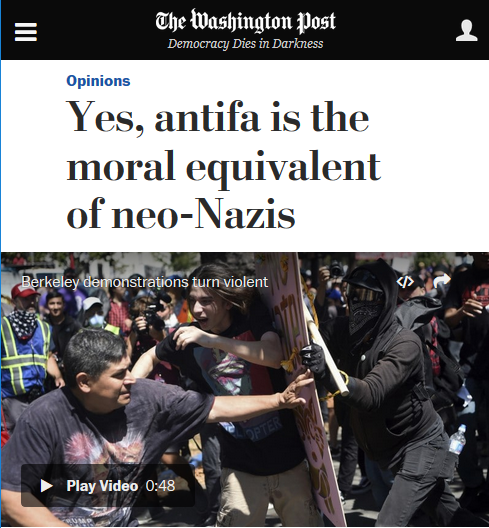 The Washington Post
Democracy Dies in Darkness
Opinions
Yes, antifa is the
moral equivalent
of neo-Nazis
Berkeley demonstrations turn violent
</>
Play Video 0:48
TRUMP